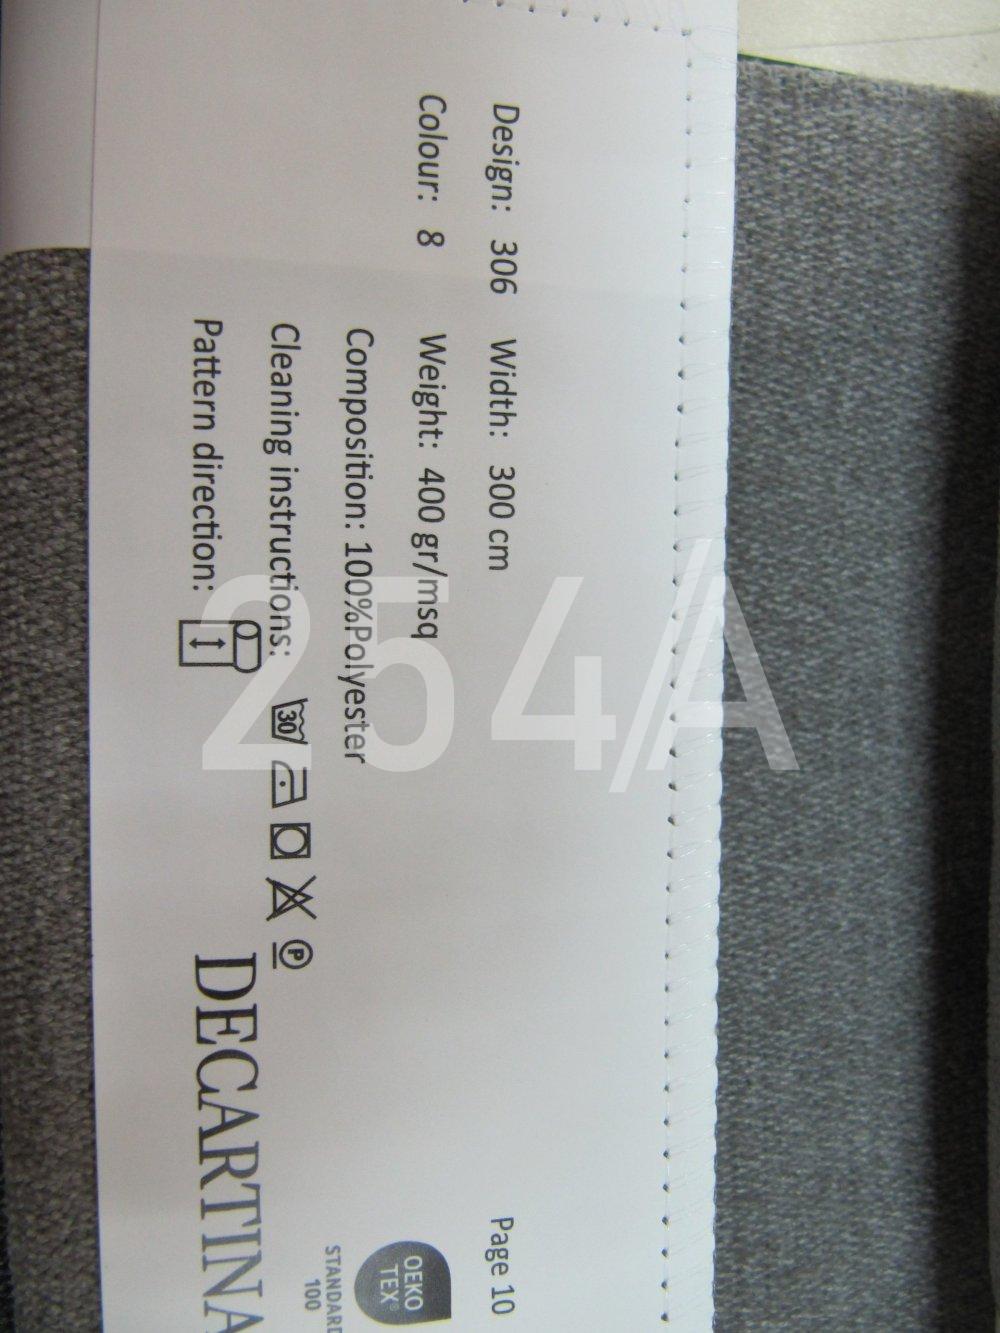 Page 10
Design: 306 Width: 300 cm
Colour: 8 Weight: 400 gr/msq
Composition: 100%Polyester
Cleaning instructions: 30 P
Pattern direction:
OEKO
TEX®
STANDARD
100
DECARTINA
254/A